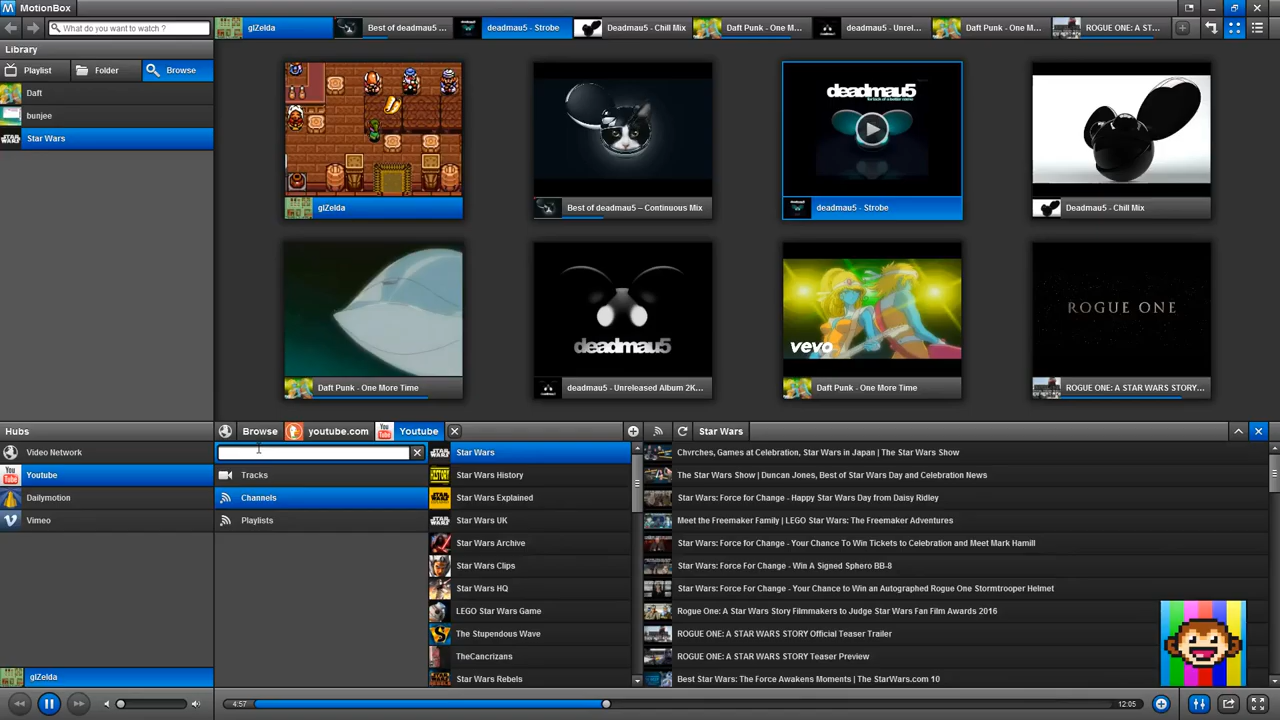 MotionBox
What do you want to watch ?
glZelda
Best of deadmau5 ...
deadmau5 - Strobe
Deadmau5 - Chill Mix
Daft Punk - One M...
deadmau5 - Unrel...
Daft Punk - One M...
ROGUE ONE: A ST...
Library
Playlist
Folder
Browse
Daft
bunjee
Star Wars
deadmau5
glZelda
Best of deadmau5 – Continuous Mix
deadmau5 - Strobe
Deadmau5 - Chill Mix
deadmau5
vevo
ROGUE ONE
Daft Punk - One More Time
deadmau5 - Unreleased Album 2K...
Daft Punk - One More Time
ROGUE ONE: A STAR WARS STORY...
Hubs
Browse
youtube.com
You Tube
Youtube
Star Wars
Video Network
Youtube
Dailymotion
Vimeo
Tracks
Channels
Playlists
Star Wars
Star Wars History
Star Wars Explained
Star Wars UK
Star Wars Archive
Star Wars Clips
Star Wars HQ
LEGO Star Wars Game
The Stupendous Wave
TheCancrizans
Star Wars Rebels
Chvrches, Games at Celebration, Star Wars in Japan | The Star Wars Show
The Star Wars Show | Duncan Jones, Best of Star Wars Day and Celebration News
Star Wars: Force for Change - Happy Star Wars Day from Daisy Ridley
Meet the Freemaker Family | LEGO Star Wars: The Freemaker Adventures
Star Wars: Force for Change - Your Chance To Win Tickets to Celebration and Meet Mark Hamill
Star Wars: Force For Change - Win A Signed Sphero BB-8
Star Wars: Force For Change - Your Chance to Win an Autographed Rogue One Stormtrooper Helmet
Rogue One: A Star Wars Story Filmmakers to Judge Star Wars Fan Film Awards 2016
ROGUE ONE: A STAR WARS STORY Official Teaser Trailer
ROGUE ONE: A STAR WARS STORY Teaser Preview
Best Star Wars: The Force Awakens Moments | The StarWars.com 10
glZelda
4:57
12:05